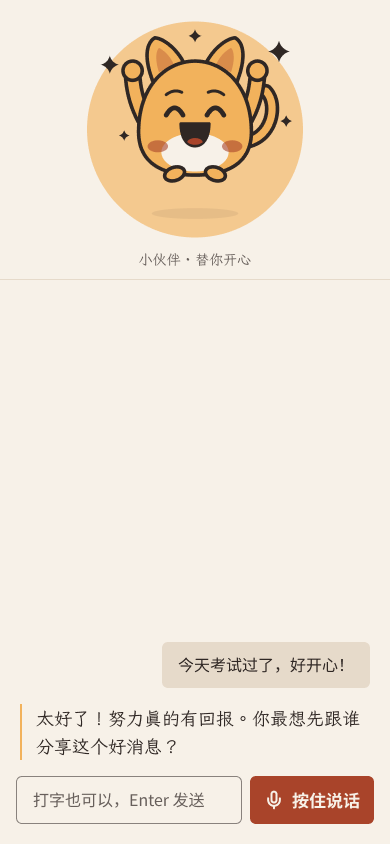 小伙伴·替你开心
今天考试过了，好开心！
太好了！努力真的有回报。你最想先跟谁
分享这个好消息？
打字也可以，Enter 发送
按住说话